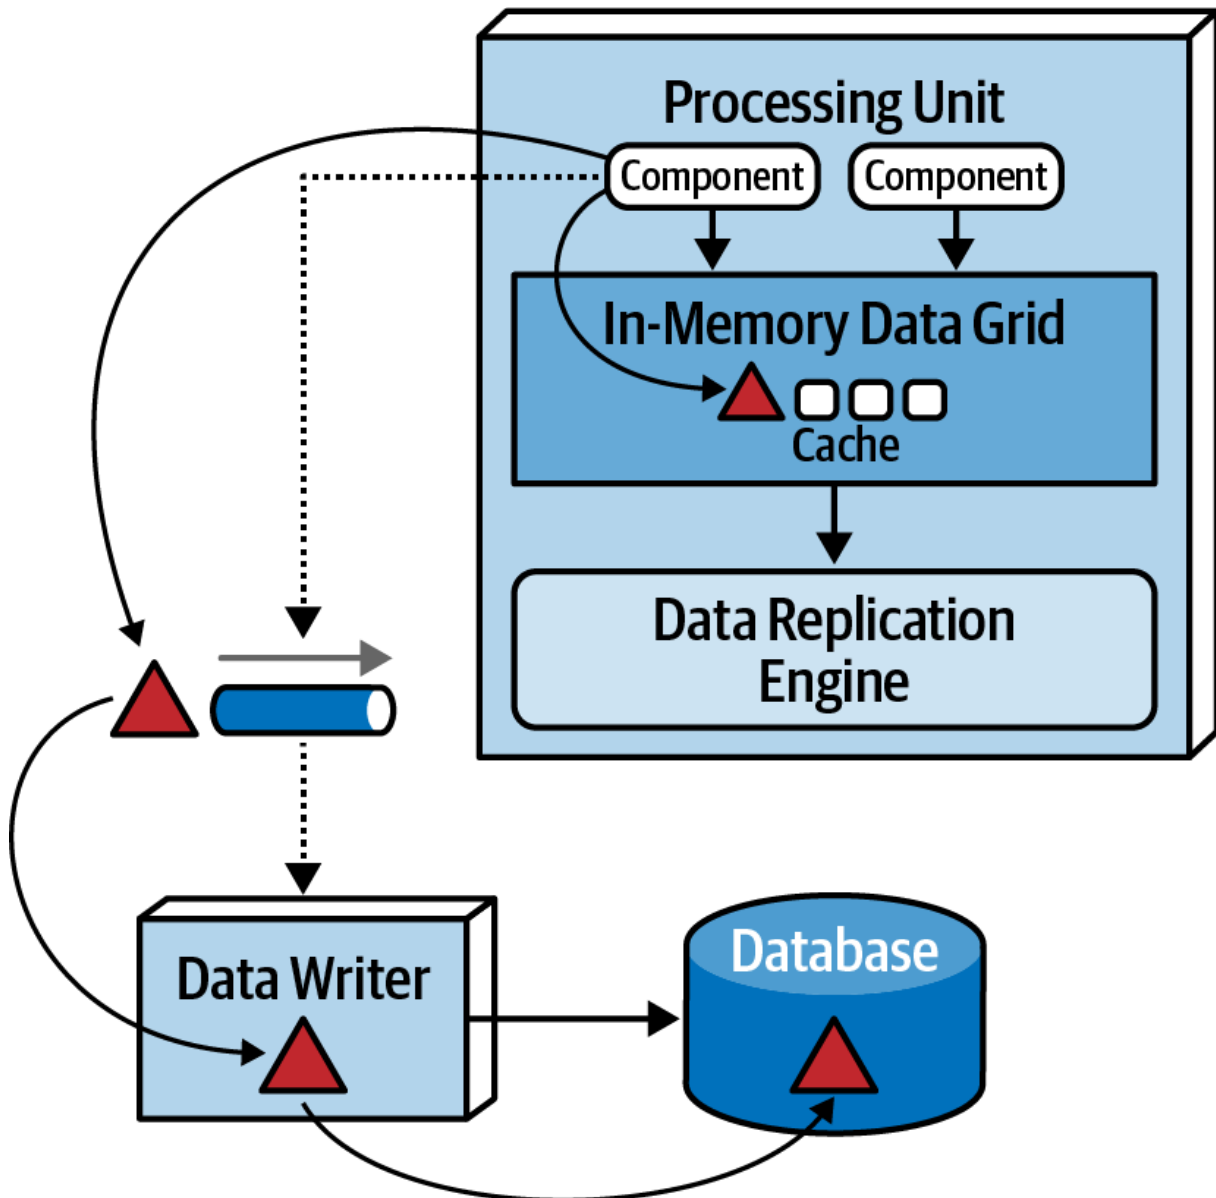 Processing Unit
Component
Component
In-Memory Data Grid
Cache
Data Replication
Engine
Data Writer
Database